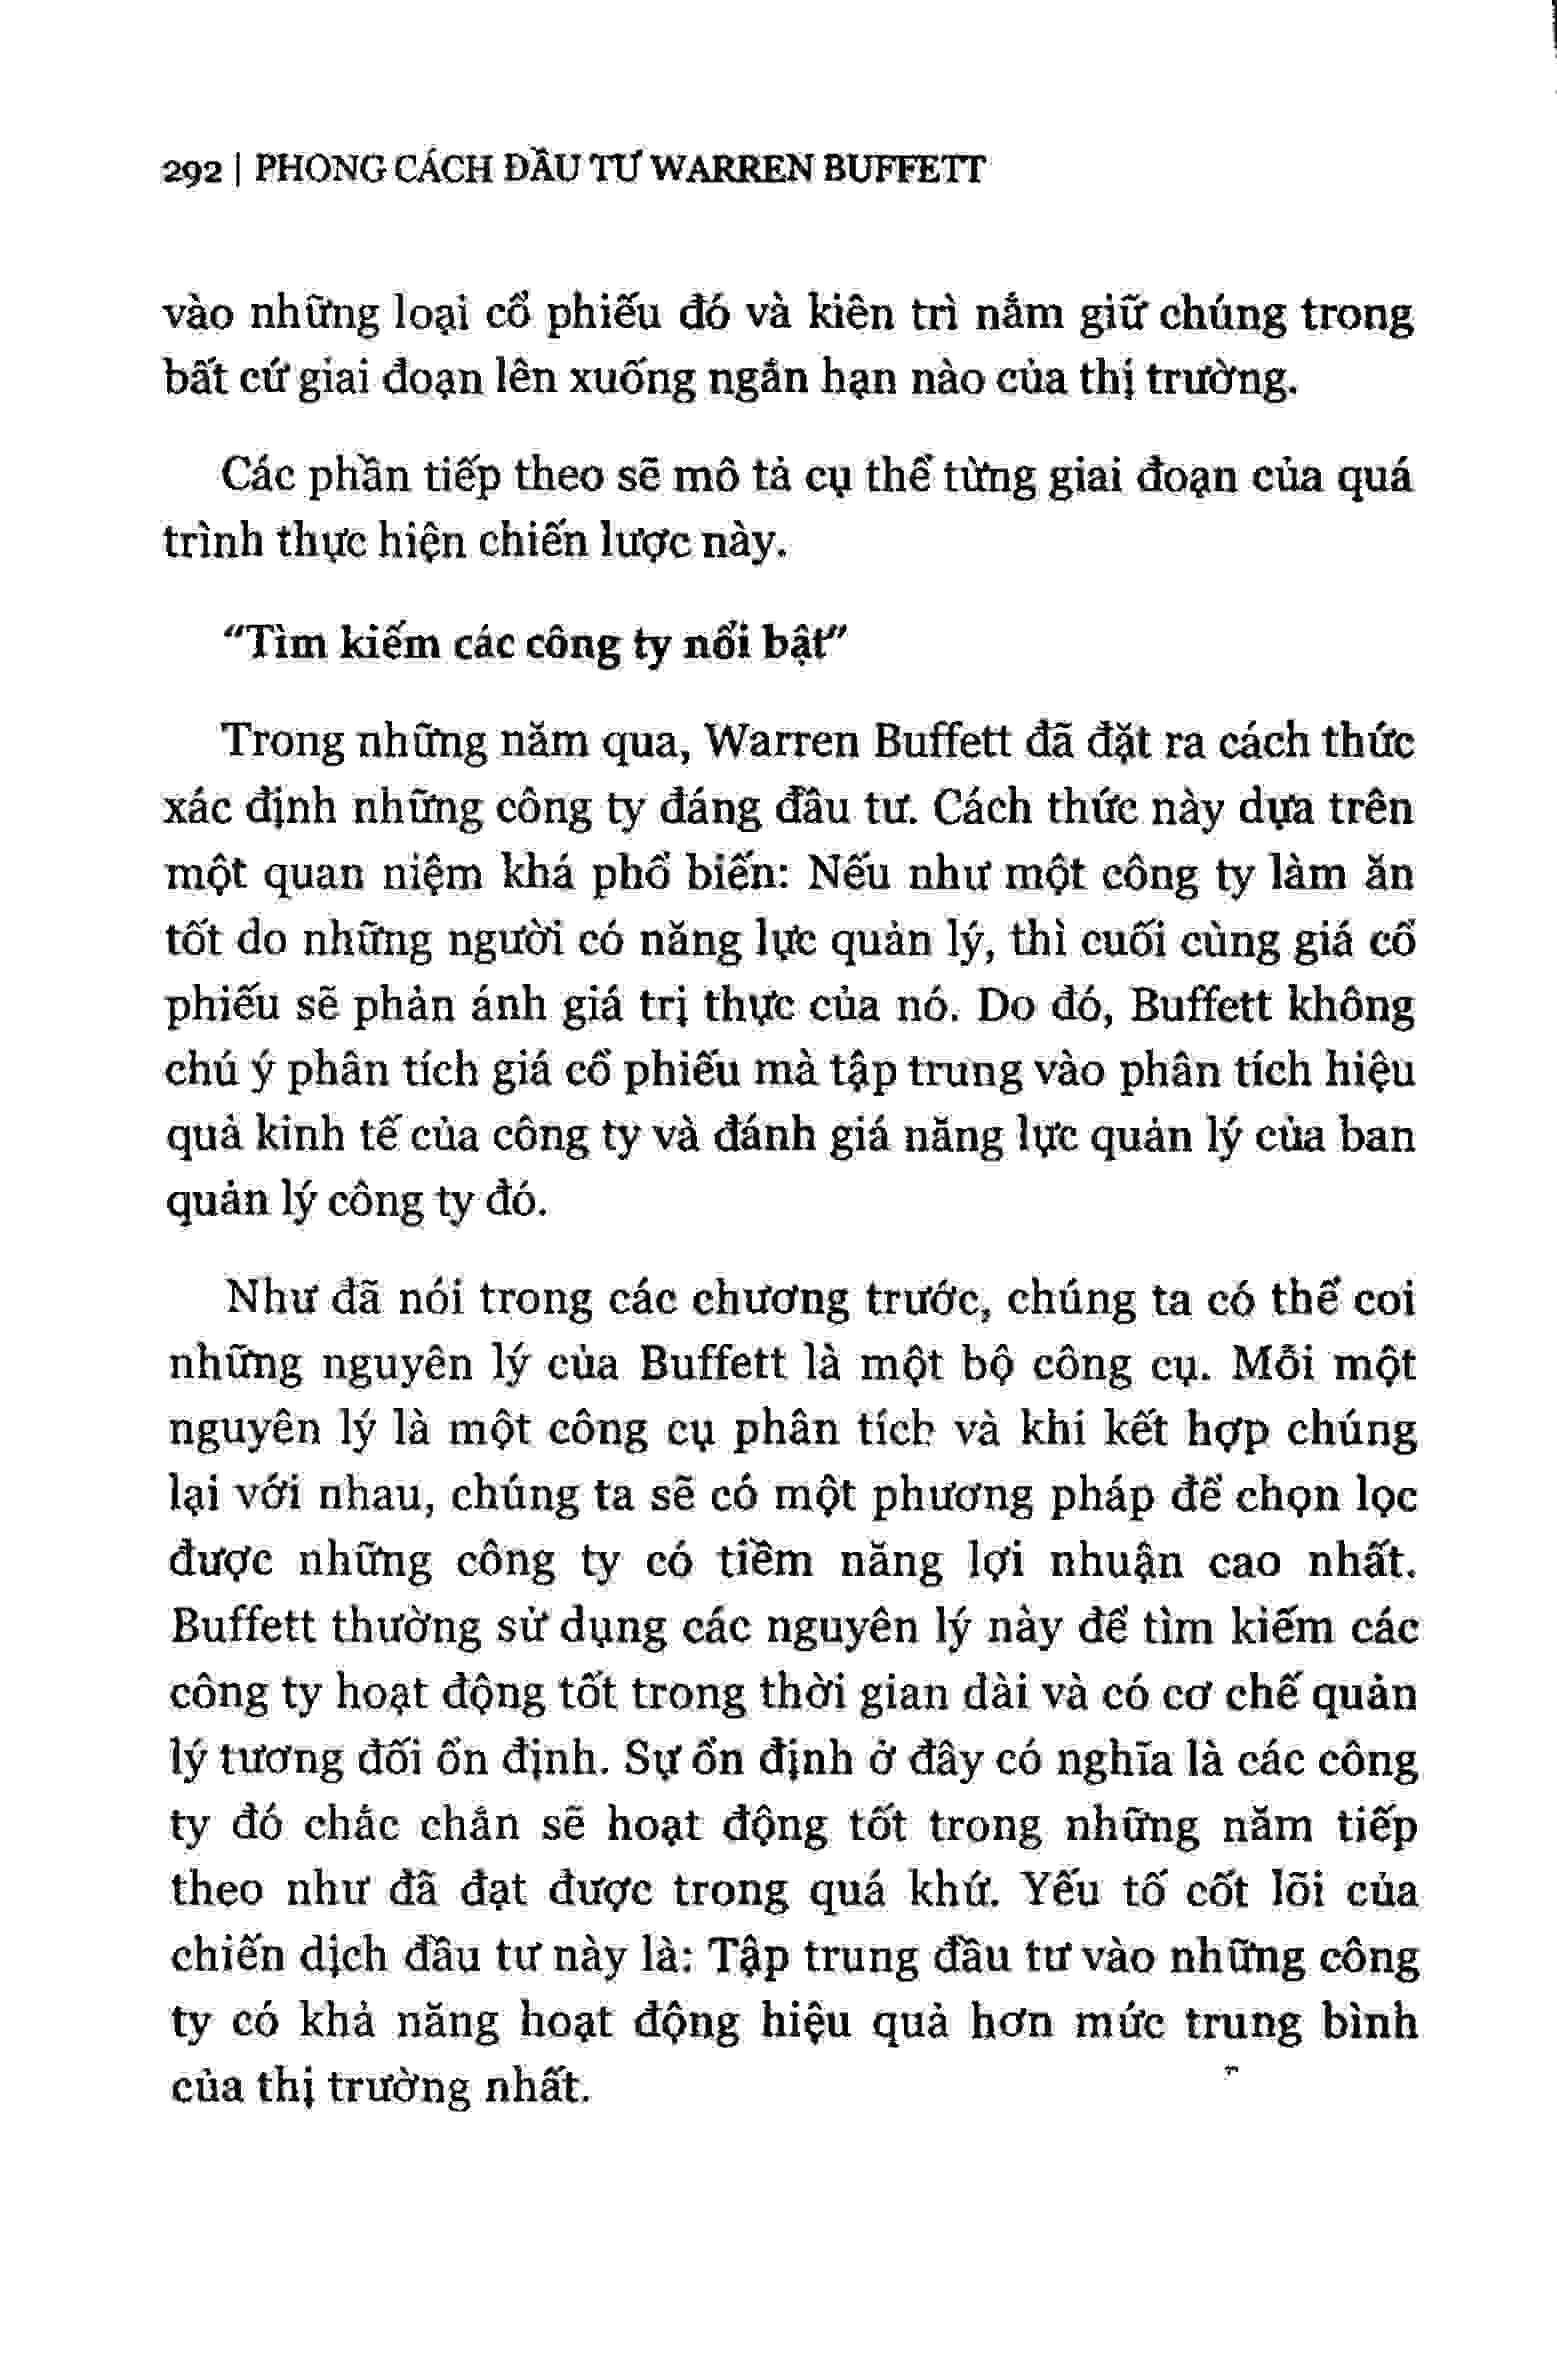 292 | PHONG CÁCH ĐẦU TƯ WARREN BUFFETT
vào những loại cổ phiếu đó và kiên trì nắm giữ chúng trong
bất cứ giai đoạn lên xuống ngắn hạn nào của thị trường.
Các phần tiếp theo sẽ mô tả cụ thể từng giai đoạn của quá
trình thực hiện chiến lược này.
“Tìm kiếm các công ty nổi bật”
Trong những năm qua, Warren Buffett đã đặt ra cách thức
xác định những công ty đáng đầu tư. Cách thức này dựa trên
một quan niệm khá phổ biến: Nếu như một công ty làm ăn
tốt do những người có năng lực quản lý, thì cuối cùng giá cổ
phiếu sẽ phản ánh giá trị thực của nó. Do đó, Buffett không
chú ý phân tích giá cổ phiếu mà tập trung vào phân tích hiệu
quả kinh tế của công ty và đánh giá năng lực quản lý của ban
quản lý công ty đó.
Như đã nói trong các chương trước, chúng ta có thể coi
những nguyên lý của Buffett là một bộ công cụ. Mỗi một
nguyên lý là một công cụ phân tích và khi kết hợp chúng
lại với nhau, chúng ta sẽ có một phương pháp để chọn lọc
được những công ty có tiềm năng lợi nhuận cao nhất.
Buffett thường sử dụng các nguyên lý này để tìm kiếm các
công ty hoạt động tốt trong thời gian dài và có cơ chế quản
lý tương đối ổn định. Sự ổn định ở đây có nghĩa là các công
ty đó chắc chắn sẽ hoạt động tốt trong những năm tiếp
theo như đã đạt được trong quá khứ. Yếu tố cốt lõi của
chiến dịch đầu tư này là: Tập trung đầu tư vào những công
ty có khả năng hoạt động hiệu quả hơn mức trung bình
của thị trường nhất.